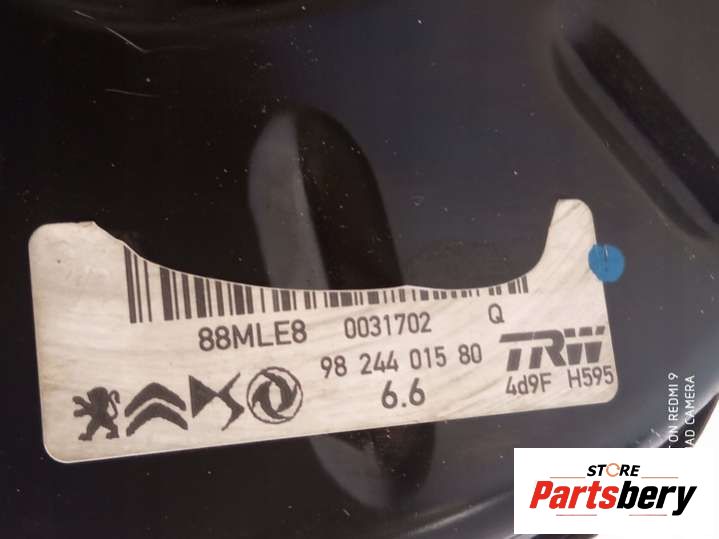 88MLE8 0031702 Q
98 244 015 80 TRW
6.6 4d9F H595
STORE
Partsbery
ON REDMI 9
AD CAMERA